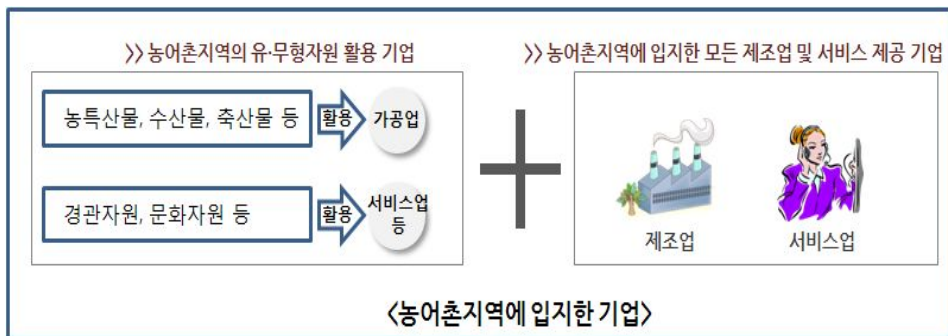 >> 농어촌지역의 유·무형자원 활용 기업
농특산물, 수산물, 축산물 등
활용
가공업
경관자원, 문화자원 등
활용
서비스업
등
>> 농어촌지역에 입지한 모든 제조업 및 서비스 제공 기업
제조업
서비스업
<농어촌지역에 입지한 기업>